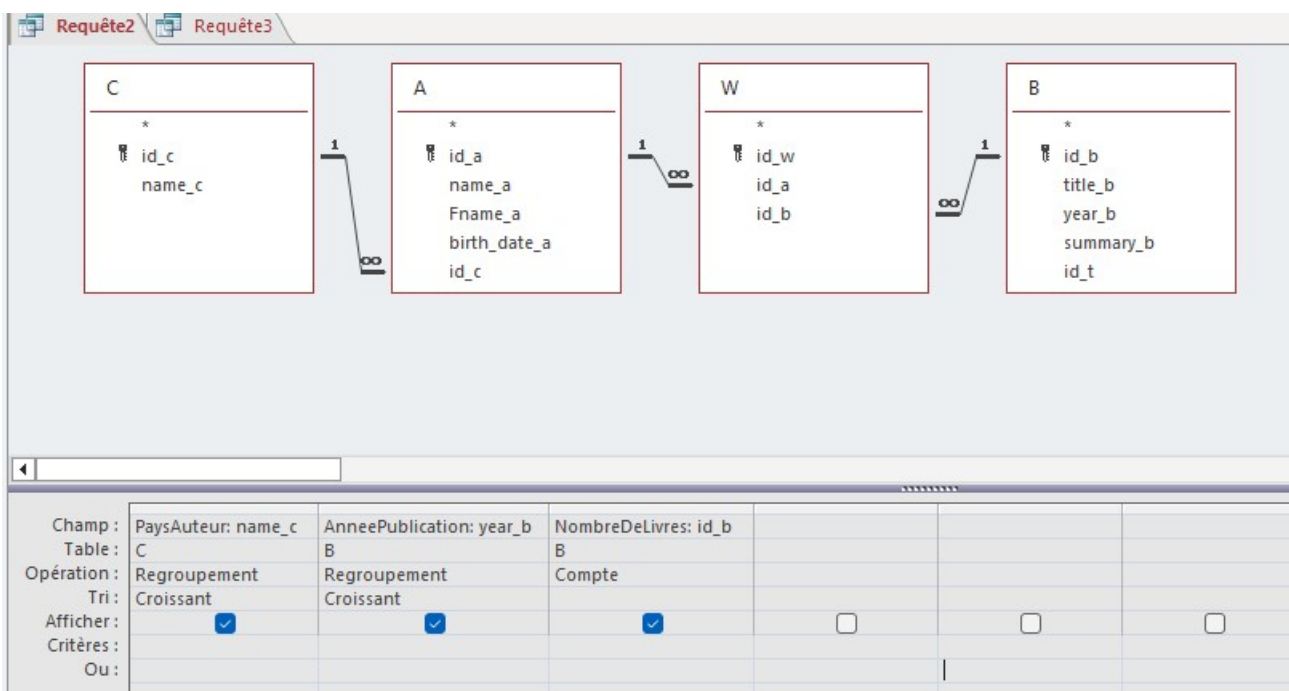 Requête2 Requête3
C A W B
* * * *
id_c id_a id_w id_b
name_c name_a id_a title_b
Fname_a id_b year_b
birth_date_a summary_b
id_c id_t
1 ∞ 1 ∞ ∞ 1
Champ : PaysAuteur: name_c AnneePublication: year_b NombreDeLivres: id_b
Table : C B B
Opération : Regroupement Regroupement Compte
Tri : Croissant Croissant
Afficher :
Critères :
Ou :